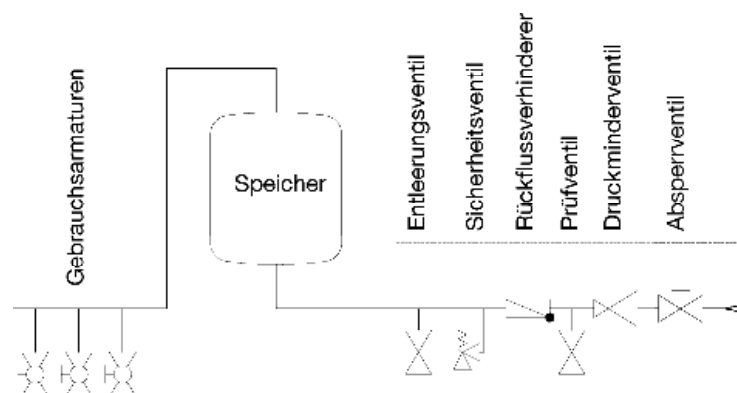 Gebrauchsarmaturen
Speicher
Entleerungsventil
Sicherheitsventil
Rückflussverhinderer
Prüfventil
Druckminderventil
Absperrventil